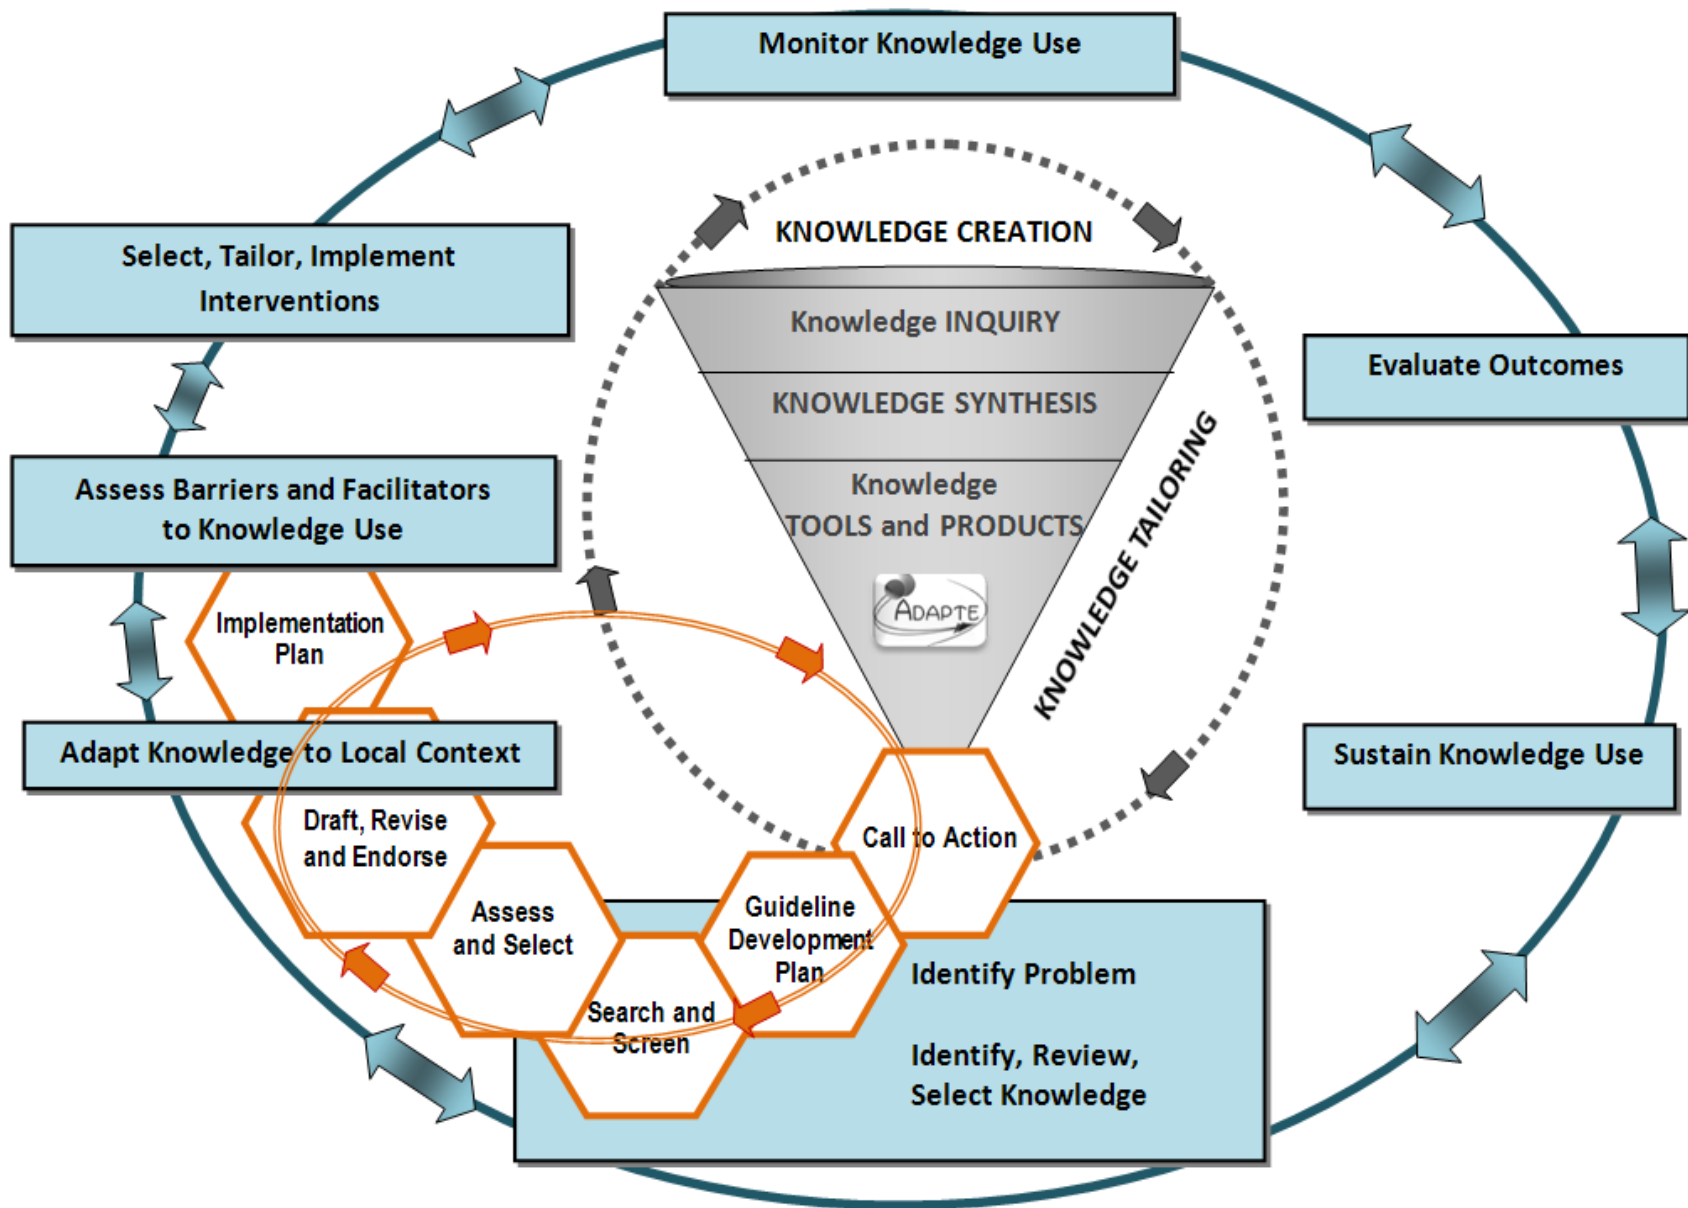 Monitor Knowledge Use
KNOWLEDGE CREATION
Select, Tailor, Implement
Interventions
Knowledge INQUIRY
Evaluate Outcomes
KNOWLEDGE SYNTHESIS
Assess Barriers and Facilitators
to Knowledge Use
Knowledge
TOOLS and PRODUCTS
KNOWLEDGE TAILORING
ADAPTE
Implementation
Plan
Adapt Knowledge to Local Context
Sustain Knowledge Use
Draft, Revise
and Endorse
Call to Action
Assess
and Select
Guideline
Development
Plan
Search and
Screen
Identify Problem
Identify, Review,
Select Knowledge